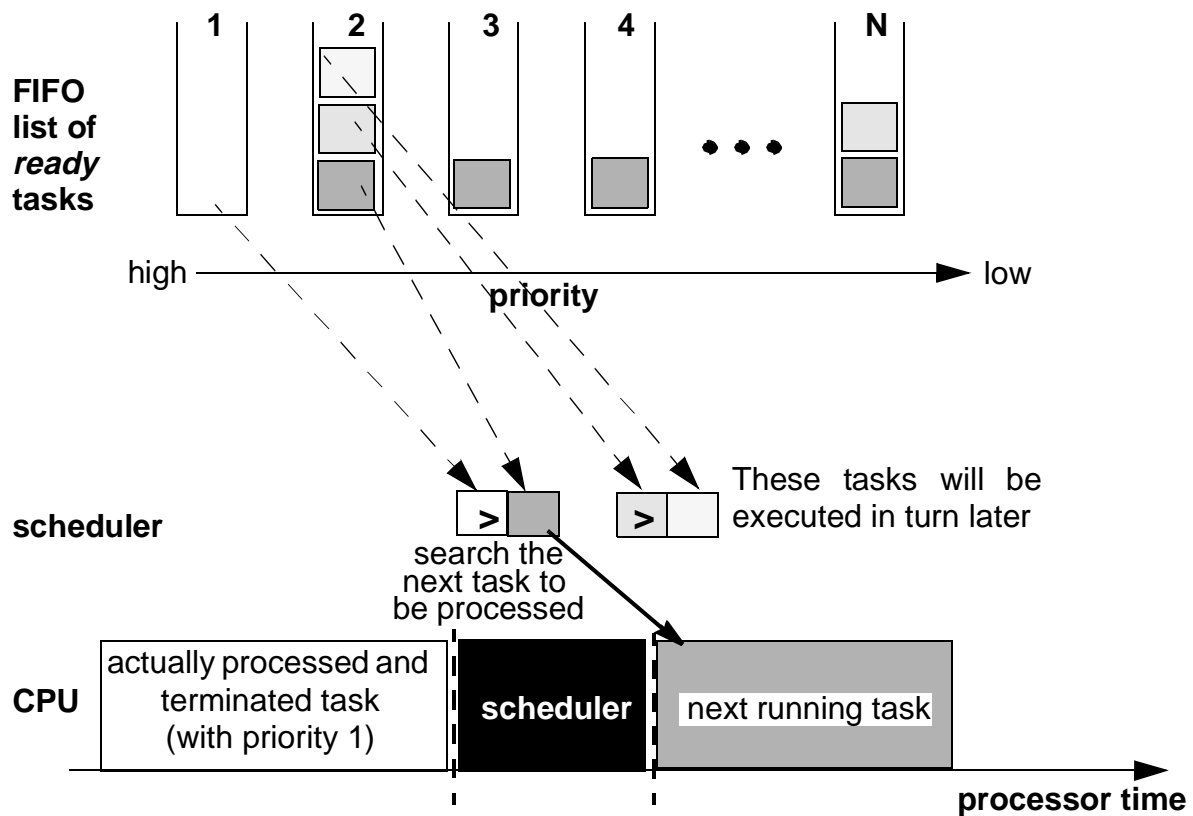 1 2 3 4 N
FIFO
list of
ready
tasks
high
low
priority
scheduler
> >
These tasks will be
executed in turn later
search the
next task to
be processed
CPU
actually processed and
terminated task
(with priority 1)
scheduler
next running task
processor time